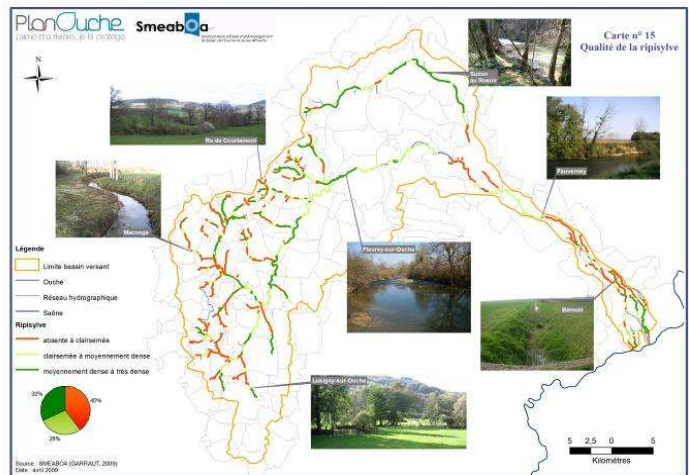 PlanOuche
j'aime ma rivière, je la protège.
Smeaboa
Carte n° 15
Qualité de la ripisylve
N
Suzon
au Rosoir
Ru de Courtamord
Fauverney
Maconge
Fleurey-sur-Ouche
Légende
Limite bassin versant
Ouche
Réseau hydrographique
Saône
Ripisylve
absente à clairsemée
clairsemée à moyennement dense
moyennement dense à très dense
32%
40%
28%
Lusigny-sur-Ouche
5 2,5 0 5
Kilomètres
Source : SMEABOA (GARRAUT, 2009)
Date : avril 2009